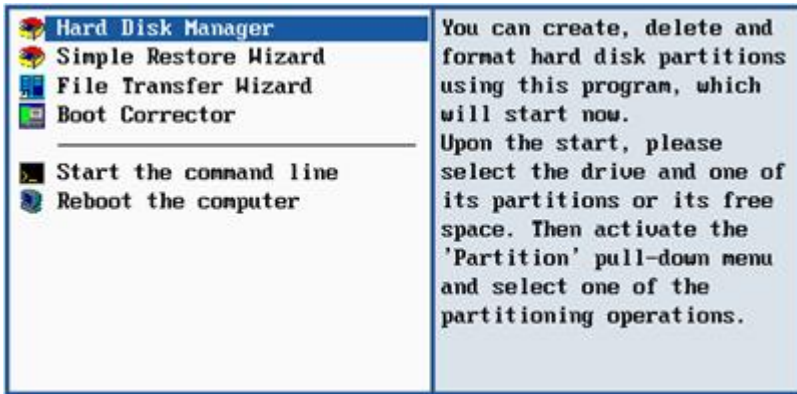 Hard Disk Manager
Simple Restore Wizard
File Transfer Wizard
Boot Corrector
Start the command line
Reboot the computer
You can create, delete and
format hard disk partitions
using this program, which
will start now.
Upon the start, please
select the drive and one of
its partitions or its free
space. Then activate the
'Partition' pull-down menu
and select one of the
partitioning operations.